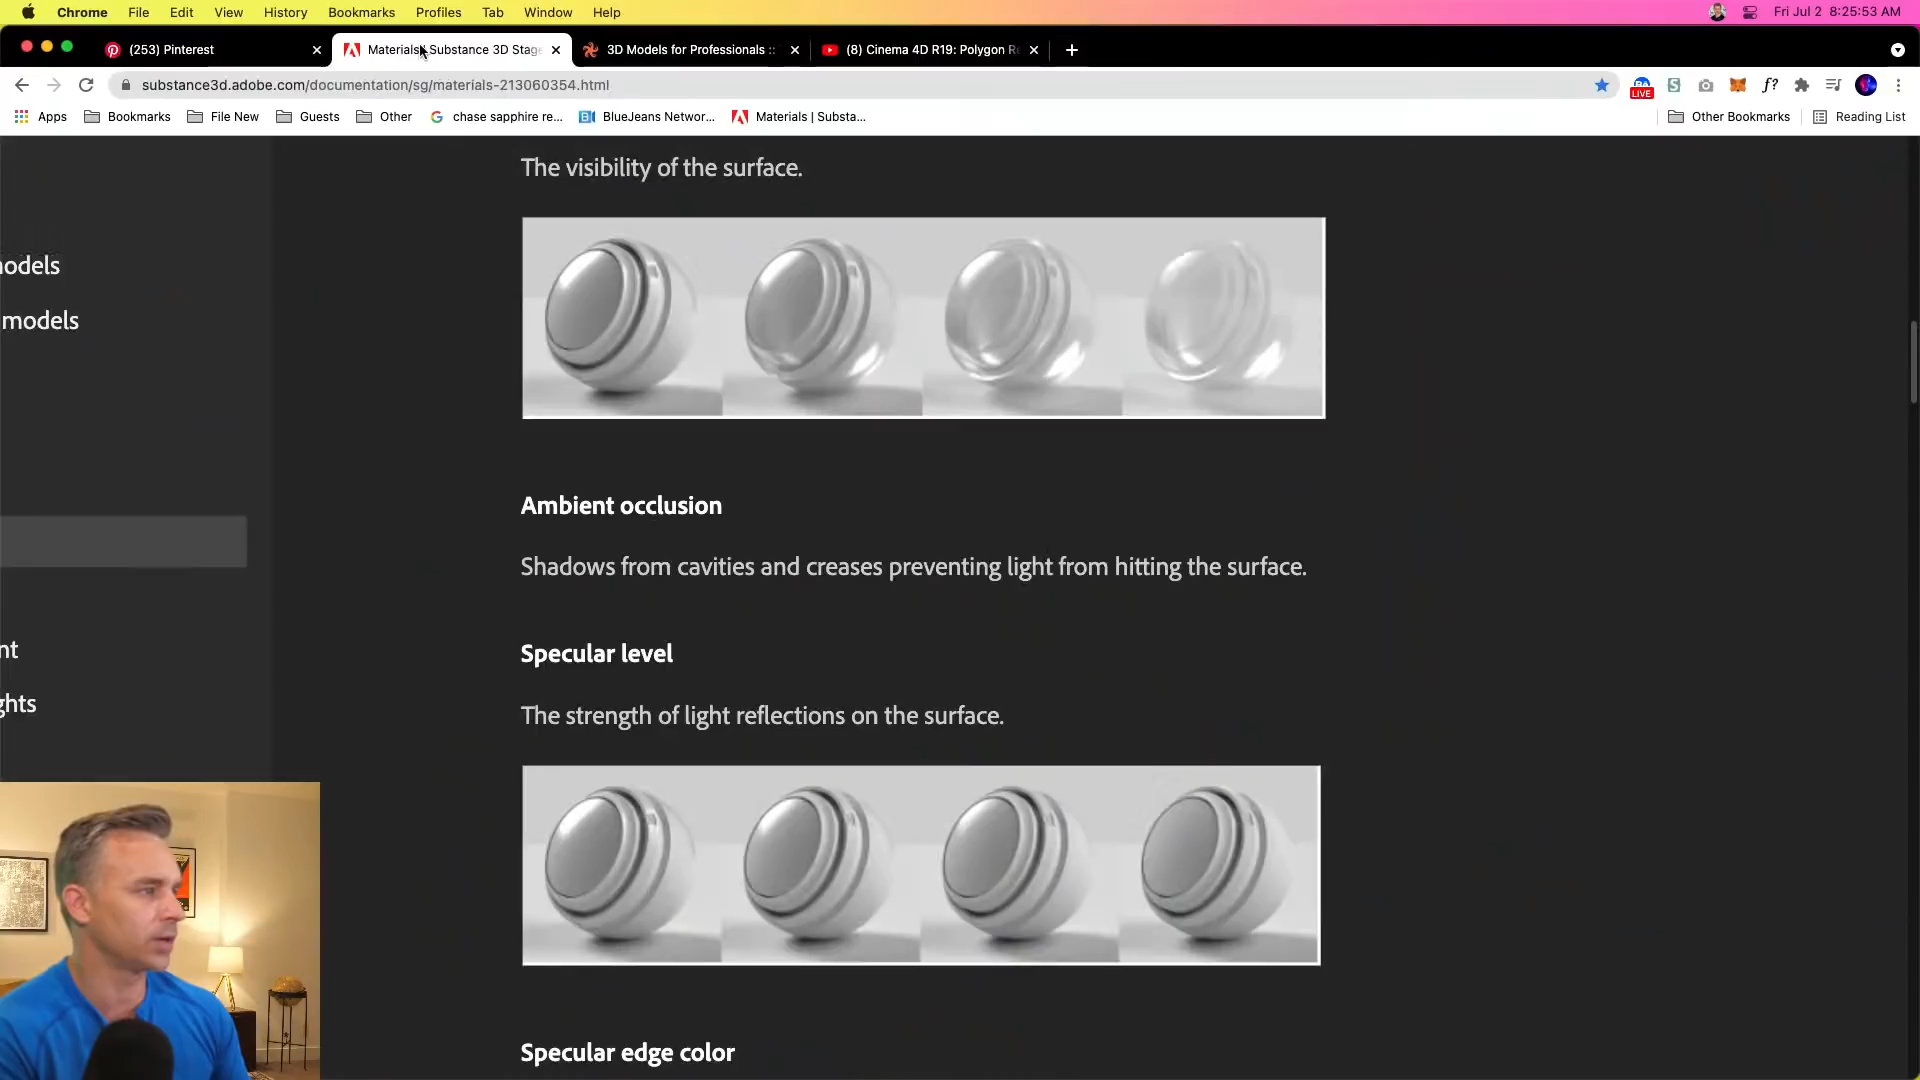 Chrome File Edit View History Bookmarks Profiles Tab Window Help Fri Jul 2 8:25:53 AM
(253) Pinterest Materials | Substance 3D Stage 3D Models for Professionals :: (8) Cinema 4D R19: Polygon R
substance3d.adobe.com/documentation/sg/materials-213060354.html LIVE f?
Apps Bookmarks File New Guests Other chase sapphire re... BlueJeans Networ... Materials | Substa... Other Bookmarks Reading List
The visibility of the surface.
odels
models
Ambient occlusion
Shadows from cavities and creases preventing light from hitting the surface.
Specular level
nt
ghts
The strength of light reflections on the surface.
Specular edge color